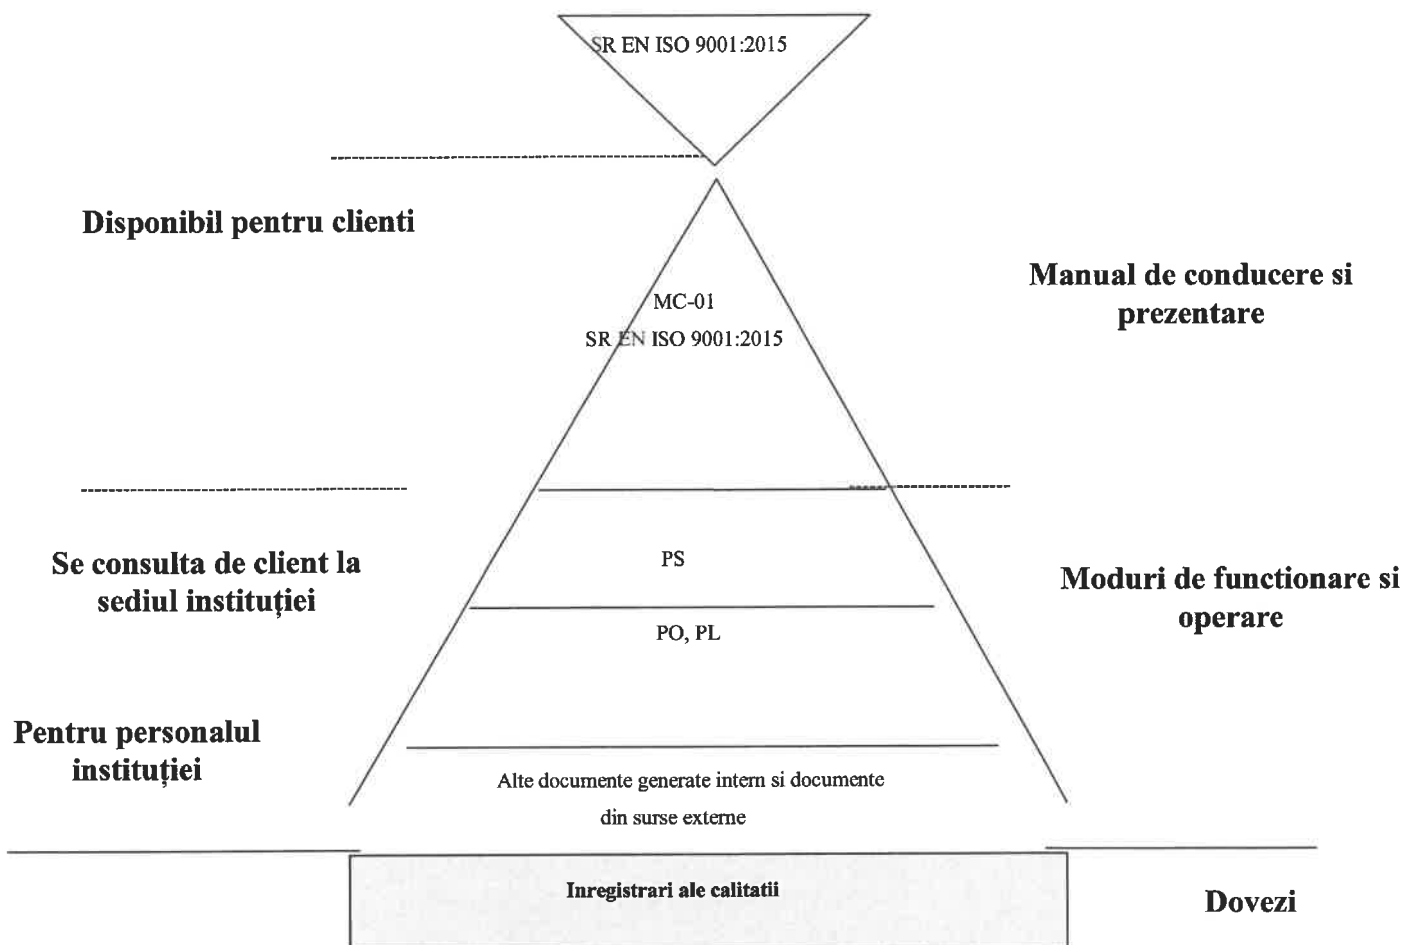 SR EN ISO 9001:2015
Disponibil pentru clienti
Manual de conducere si
prezentare
MC-01
SR EN ISO 9001:2015
Se consulta de client la
sediul instituției
PS
Moduri de functionare si
operare
PO, PL
Pentru personalul
instituției
Alte documente generate intern si documente
din surse externe
Inregistrari ale calitatii
Dovezi